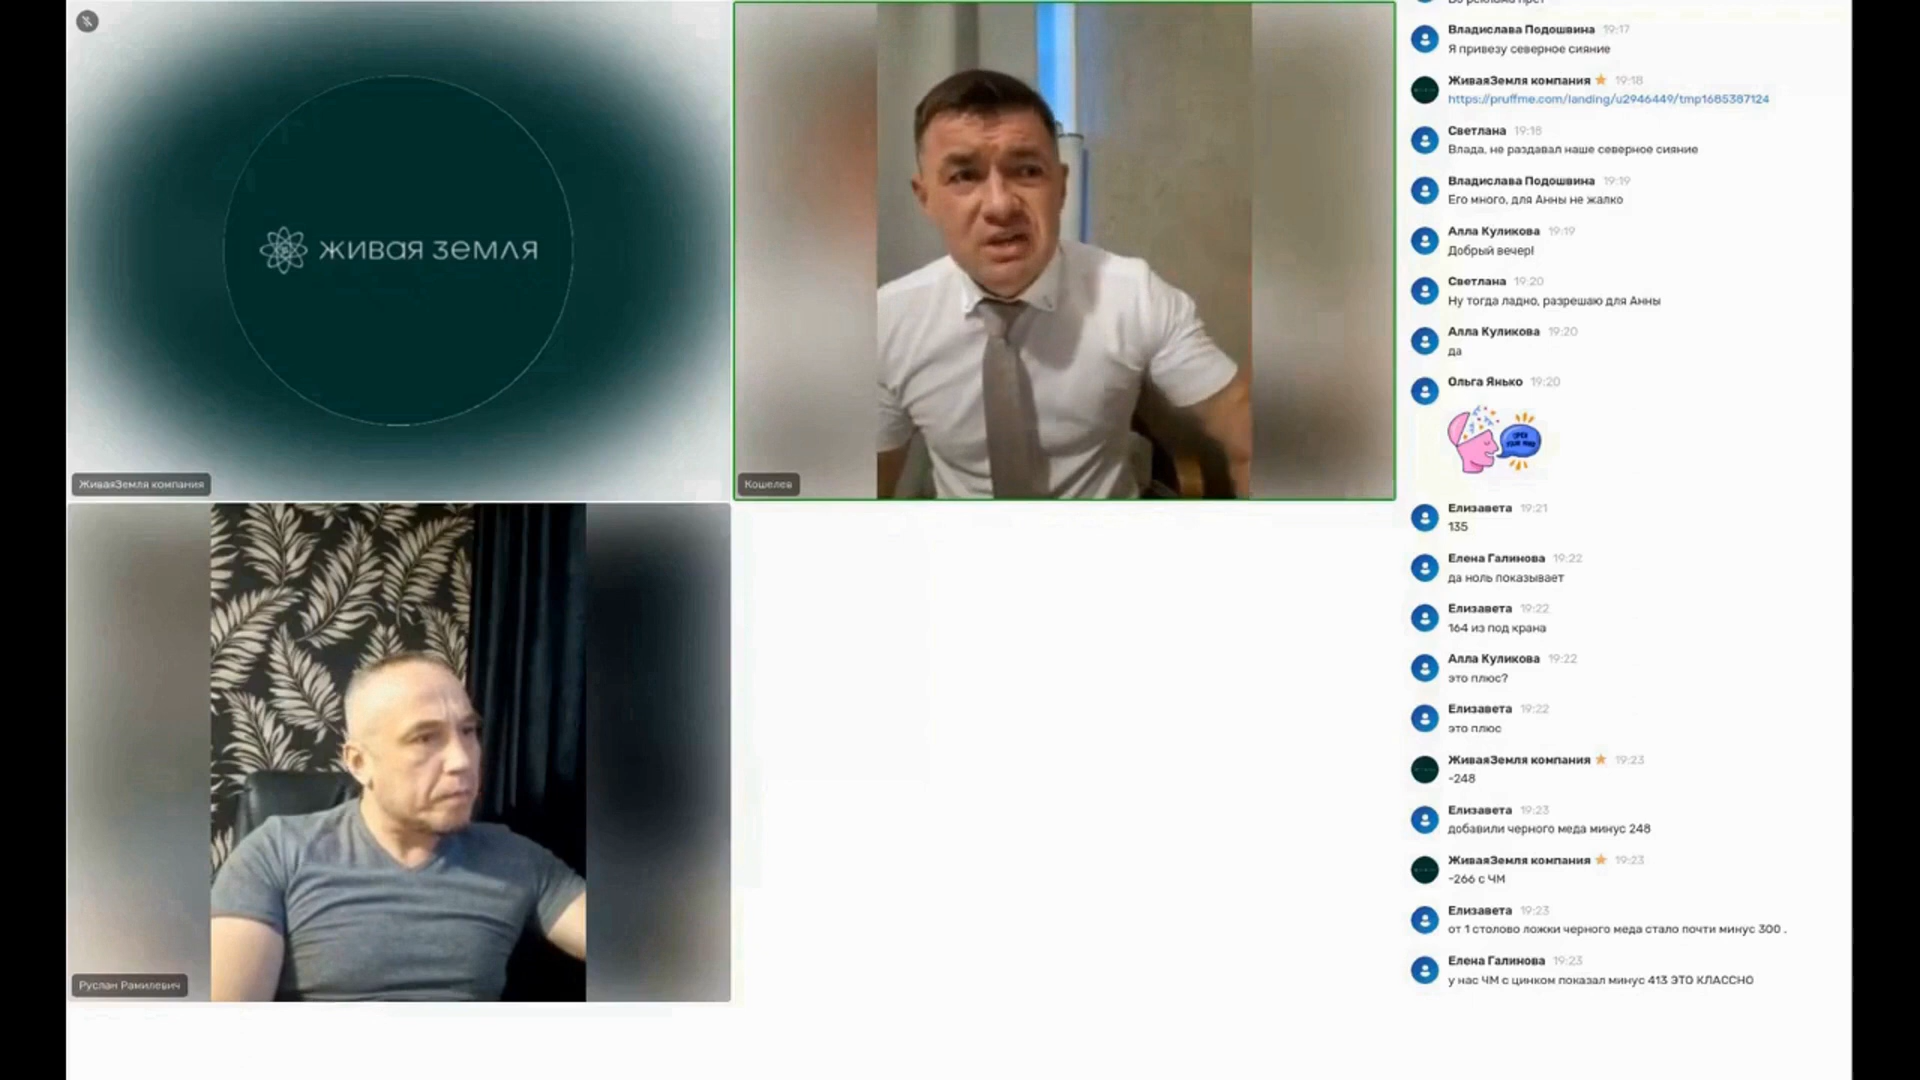 живая земля
ЖиваяЗемля компания
Кошелев
Руслан Рамилевич
Владислава Подошвина 19:17
Я привезу северное сияние
ЖиваяЗемля компания 19:18
https://pruffme.com/landing/u2946449/tmp1685387124
Светлана 19:18
Влада, не раздавал наше северное сияние
Владислава Подошвина 19:19
Его много, для Анны не жалко
Алла Куликова 19:19
Добрый вечер!
Светлана 19:20
Ну тогда ладно, разрешаю для Анны
Алла Куликова 19:20
да
Ольга Янько 19:20
OPEN
YOUR MIND
Елизавета 19:21
135
Елена Галинова 19:22
да ноль показывает
Елизавета 19:22
164 из под крана
Алла Куликова 19:22
это плюс?
Елизавета 19:22
это плюс
ЖиваяЗемля компания 19:23
-248
Елизавета 19:23
добавили черного меда минус 248
ЖиваяЗемля компания 19:23
-266 с ЧМ
Елизавета 19:23
от 1 столово ложки черного меда стало почти минус 300 .
Елена Галинова 19:23
у нас ЧМ с цинком показал минус 413 ЭТО КЛАССНО